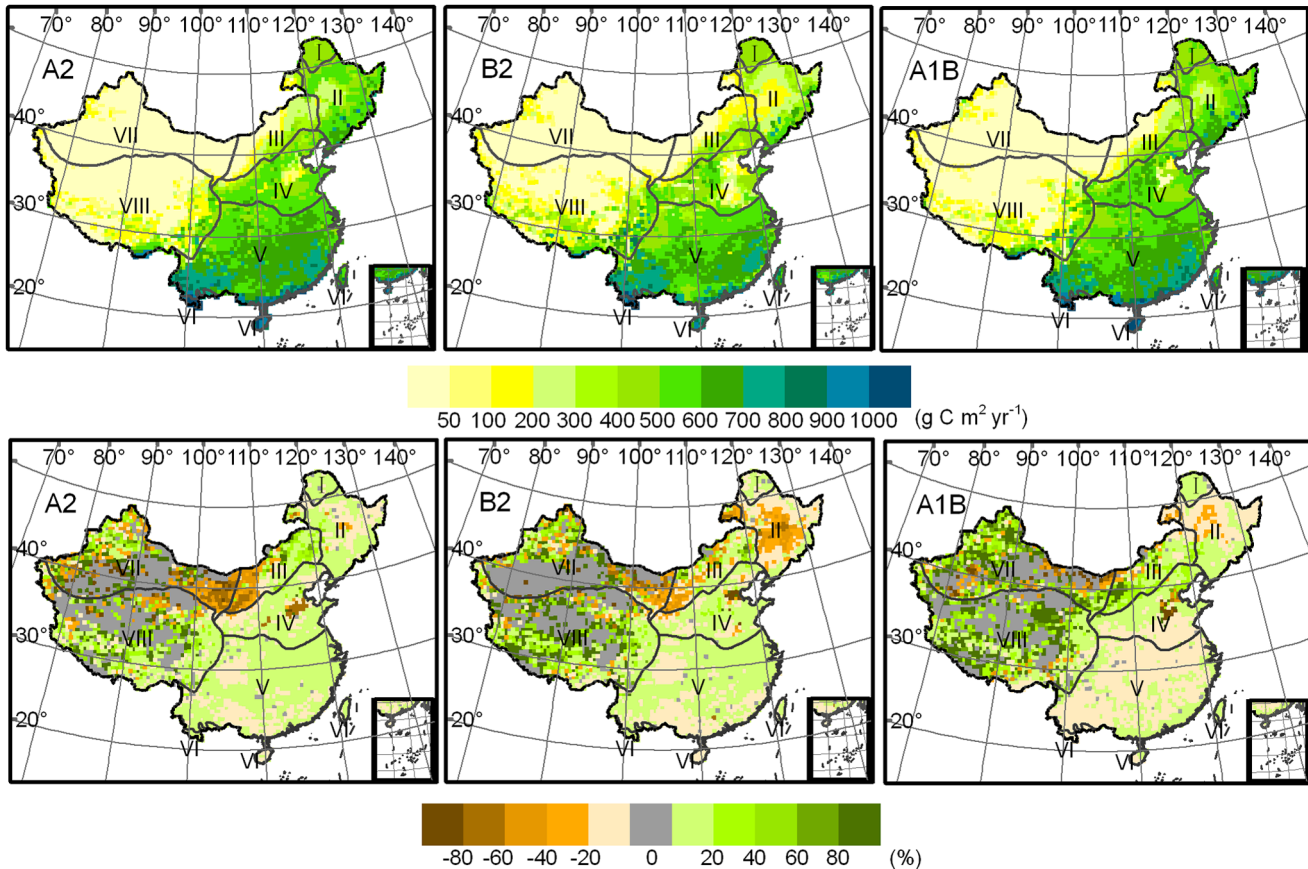 70° 80° 90° 100° 110° 120° 130° 140°
A2
40°
30°
20°
I
II
III
IV
V
VI
VI
VI
VII
VIII
70° 80° 90° 100° 110° 120° 130° 140°
B2
40°
30°
20°
I
II
III
IV
V
VI
VI
VI
VII
VIII
70° 80° 90° 100° 110° 120° 130° 140°
A1B
40°
30°
20°
I
II
III
IV
V
VI
VI
VI
VII
VIII
50 100 200 300 400 500 600 700 800 900 1000 (g C m² yr⁻¹)
70° 80° 90° 100° 110° 120° 130° 140°
A2
40°
30°
20°
I
II
III
IV
V
VI
VI
VI
VII
VIII
70° 80° 90° 100° 110° 120° 130° 140°
B2
40°
30°
20°
I
II
III
IV
V
VI
VI
VI
VII
VIII
70° 80° 90° 100° 110° 120° 130° 140°
A1B
40°
30°
20°
I
II
III
IV
V
VI
VI
VI
VII
VIII
-80 -60 -40 -20 0 20 40 60 80 (%)